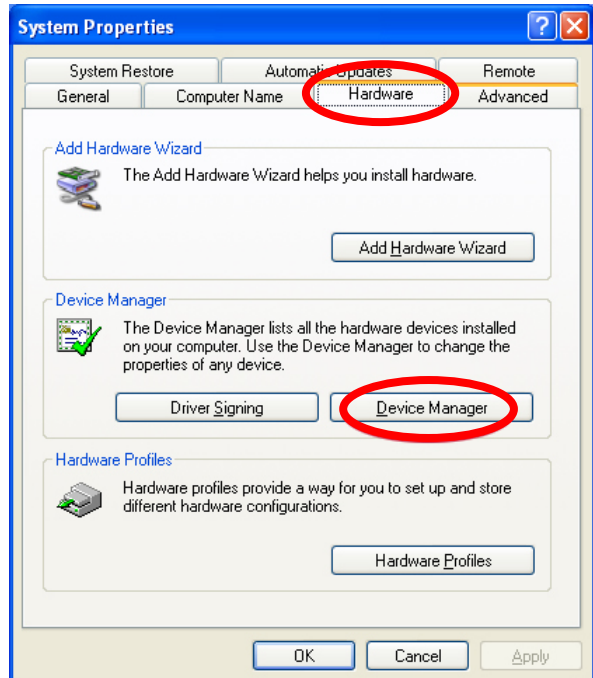 System Properties
System Restore Automatic Updates Remote
General Computer Name Hardware Advanced
Add Hardware Wizard
The Add Hardware Wizard helps you install hardware.
Add Hardware Wizard
Device Manager
The Device Manager lists all the hardware devices installed
on your computer. Use the Device Manager to change the
properties of any device.
Driver Signing Device Manager
Hardware Profiles
Hardware profiles provide a way for you to set up and store
different hardware configurations.
Hardware Profiles
OK Cancel Apply